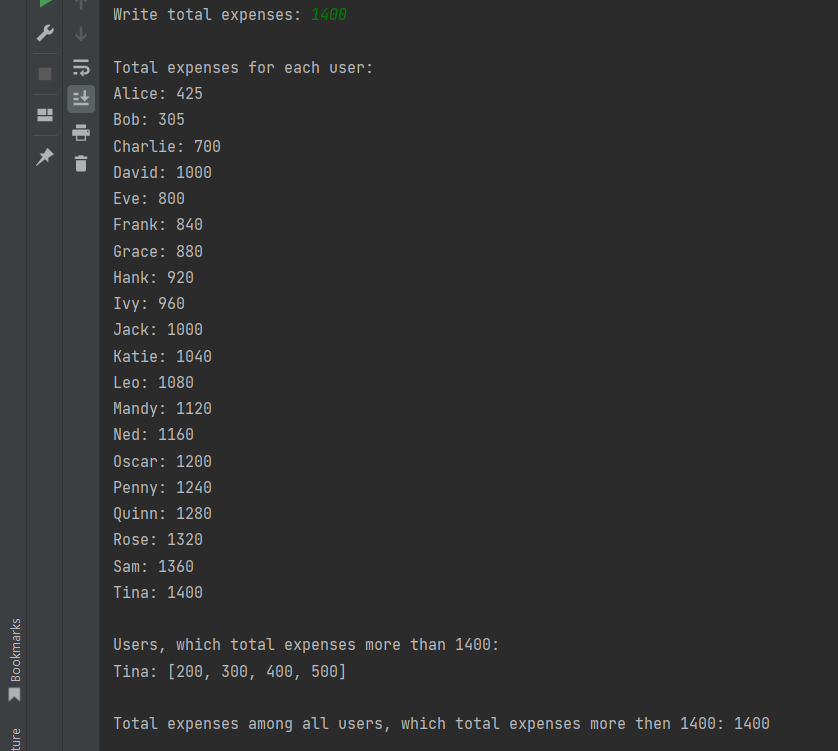 Write total expenses: 1400
Total expenses for each user:
Alice: 425
Bob: 305
Charlie: 700
David: 1000
Eve: 800
Frank: 840
Grace: 880
Hank: 920
Ivy: 960
Jack: 1000
Katie: 1040
Leo: 1080
Mandy: 1120
Ned: 1160
Oscar: 1200
Penny: 1240
Quinn: 1280
Rose: 1320
Sam: 1360
Tina: 1400
Users, which total expenses more than 1400:
Tina: [200, 300, 400, 500]
Total expenses among all users, which total expenses more then 1400: 1400
Bookmarks